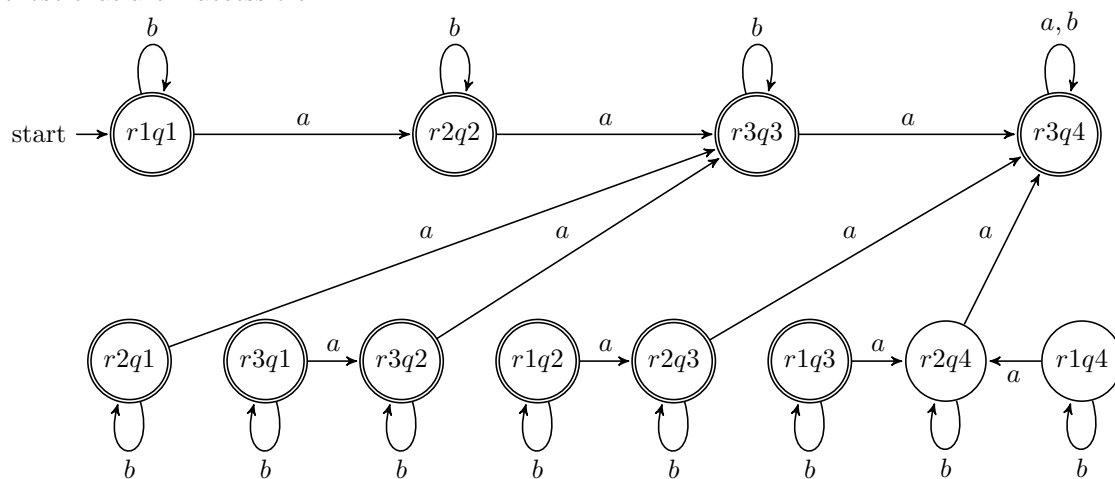 b b b a, b
start r1q1 a r2q2 a r3q3 a r3q4
a a a a
r2q1 r3q1 a r3q2 r1q2 a r2q3 r1q3 a r2q4 a r1q4
b b b b b b b b